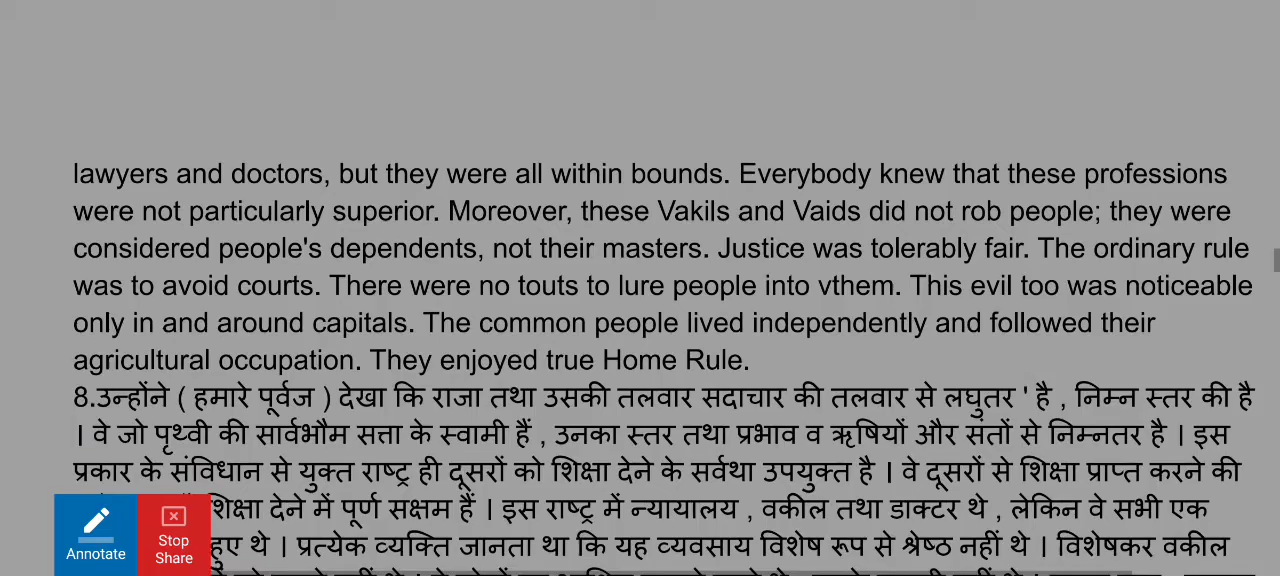 lawyers and doctors, but they were all within bounds. Everybody knew that these professions
were not particularly superior. Moreover, these Vakils and Vaids did not rob people; they were
considered people's dependents, not their masters. Justice was tolerably fair. The ordinary rule
was to avoid courts. There were no touts to lure people into vthem. This evil too was noticeable
only in and around capitals. The common people lived independently and followed their
agricultural occupation. They enjoyed true Home Rule.
8.उन्होंने ( हमारे पूर्वज ) देखा कि राजा तथा उसकी तलवार सदाचार की तलवार से लघुतर ' है , निम्न स्तर की है
। वे जो पृथ्वी की सार्वभौम सत्ता के स्वामी हैं , उनका स्तर तथा प्रभाव व ऋषियों और संतों से निम्नतर है । इस
प्रकार के संविधान से युक्त राष्ट्र ही दूसरों को शिक्षा देने के सर्वथा उपयुक्त है । वे दूसरों से शिक्षा प्राप्त करने की
शिक्षा देने में पूर्ण सक्षम हैं । इस राष्ट्र में न्यायालय , वकील तथा डाक्टर थे , लेकिन वे सभी एक
हुए थे । प्रत्येक व्यक्ति जानता था कि यह व्यवसाय विशेष रूप से श्रेष्ठ नहीं थे । विशेषकर वकील
Annotate
Stop
Share